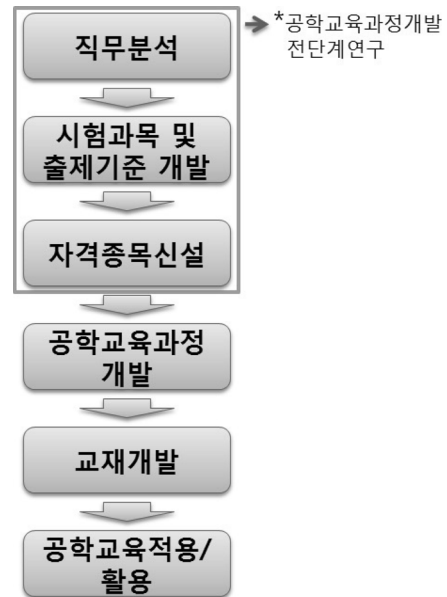 직무분석
*공학교육과정개발
전단계연구
시험과목 및
출제기준 개발
자격종목신설
공학교육과정
개발
교재개발
공학교육적용/
활용